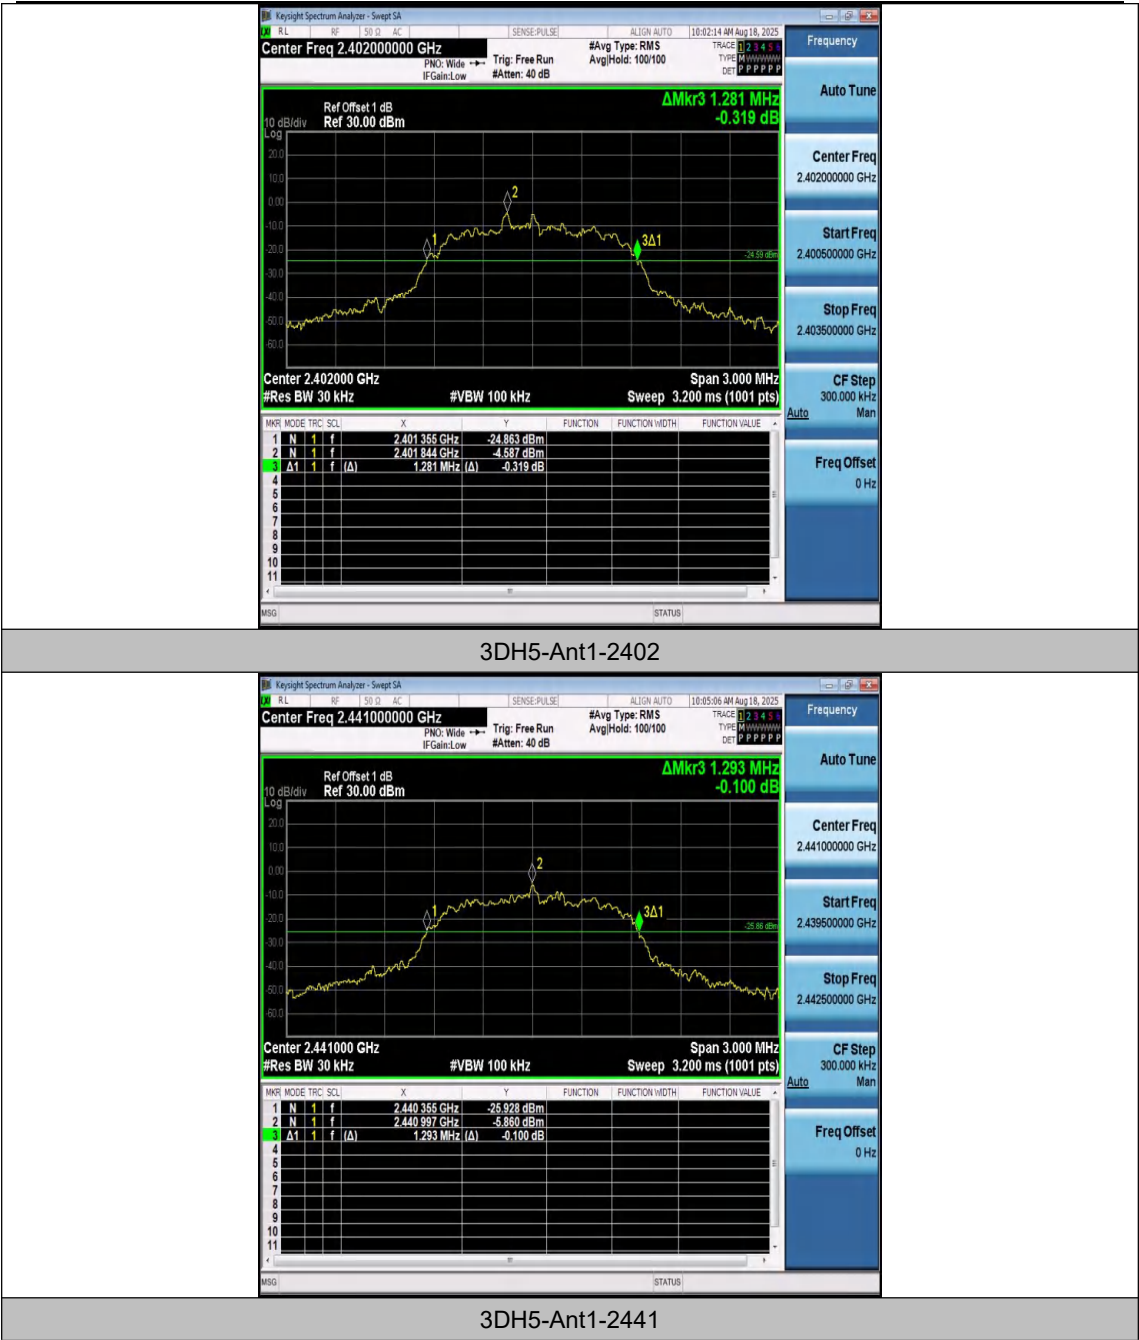 Keysight Spectrum Analyzer - Swept SA
RL RF 50 Ω AC SENSE:PULSE ALIGN AUTO 10:02:14 AM Aug 18, 2025
Center Freq 2.402000000 GHz #Avg Type: RMS TRACE 1 2 3 4 5 6
PNO: Wide Trig: Free Run Avg|Hold: 100/100 TYPE M WWWWW
IFGain:Low #Atten: 40 dB DET P P P P P P
Frequency
Auto Tune
ΔMkr3 1.281 MHz
Ref Offset 1 dB
-0.319 dB
10 dB/div Ref 30.00 dBm
Log
20.0
10.0
0.00
-10.0
-20.0
-30.0
-40.0
-50.0
-60.0
1
2
3Δ1
-24.59 dBm
Center 2.402000 GHz Span 3.000 MHz
#Res BW 30 kHz #VBW 100 kHz Sweep 3.200 ms (1001 pts)
Center Freq
2.402000000 GHz
Start Freq
2.400500000 GHz
Stop Freq
2.403500000 GHz
CF Step
300.000 kHz
Auto Man
Freq Offset
0 Hz
MKR MODE TRC SCL X Y FUNCTION FUNCTION WIDTH FUNCTION VALUE
1 N 1 f 2.401 355 GHz -24.863 dBm
2 N 1 f 2.401 844 GHz -4.587 dBm
3 Δ1 1 f (Δ) 1.281 MHz (Δ) -0.319 dB
4
5
6
7
8
9
10
11
MSG STATUS
3DH5-Ant1-2402
Keysight Spectrum Analyzer - Swept SA
RL RF 50 Ω AC SENSE:PULSE ALIGN AUTO 10:05:06 AM Aug 18, 2025
Center Freq 2.441000000 GHz #Avg Type: RMS TRACE 1 2 3 4 5 6
PNO: Wide Trig: Free Run Avg|Hold: 100/100 TYPE M WWWWW
IFGain:Low #Atten: 40 dB DET P P P P P P
Frequency
Auto Tune
ΔMkr3 1.293 MHz
Ref Offset 1 dB
-0.100 dB
10 dB/div Ref 30.00 dBm
Log
20.0
10.0
0.00
-10.0
-20.0
-30.0
-40.0
-50.0
-60.0
1
2
3Δ1
-25.86 dBm
Center 2.441000 GHz Span 3.000 MHz
#Res BW 30 kHz #VBW 100 kHz Sweep 3.200 ms (1001 pts)
Center Freq
2.441000000 GHz
Start Freq
2.439500000 GHz
Stop Freq
2.442500000 GHz
CF Step
300.000 kHz
Auto Man
Freq Offset
0 Hz
MKR MODE TRC SCL X Y FUNCTION FUNCTION WIDTH FUNCTION VALUE
1 N 1 f 2.440 355 GHz -25.928 dBm
2 N 1 f 2.440 997 GHz -5.860 dBm
3 Δ1 1 f (Δ) 1.293 MHz (Δ) -0.100 dB
4
5
6
7
8
9
10
11
MSG STATUS
3DH5-Ant1-2441